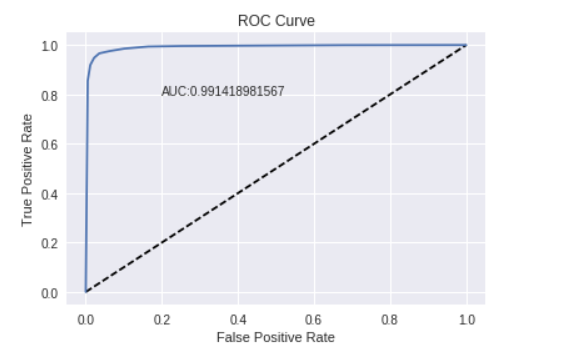 ROC Curve
1.0
0.8
0.6
0.4
0.2
0.0
True Positive Rate
AUC:0.991418981567
0.0 0.2 0.4 0.6 0.8 1.0
False Positive Rate